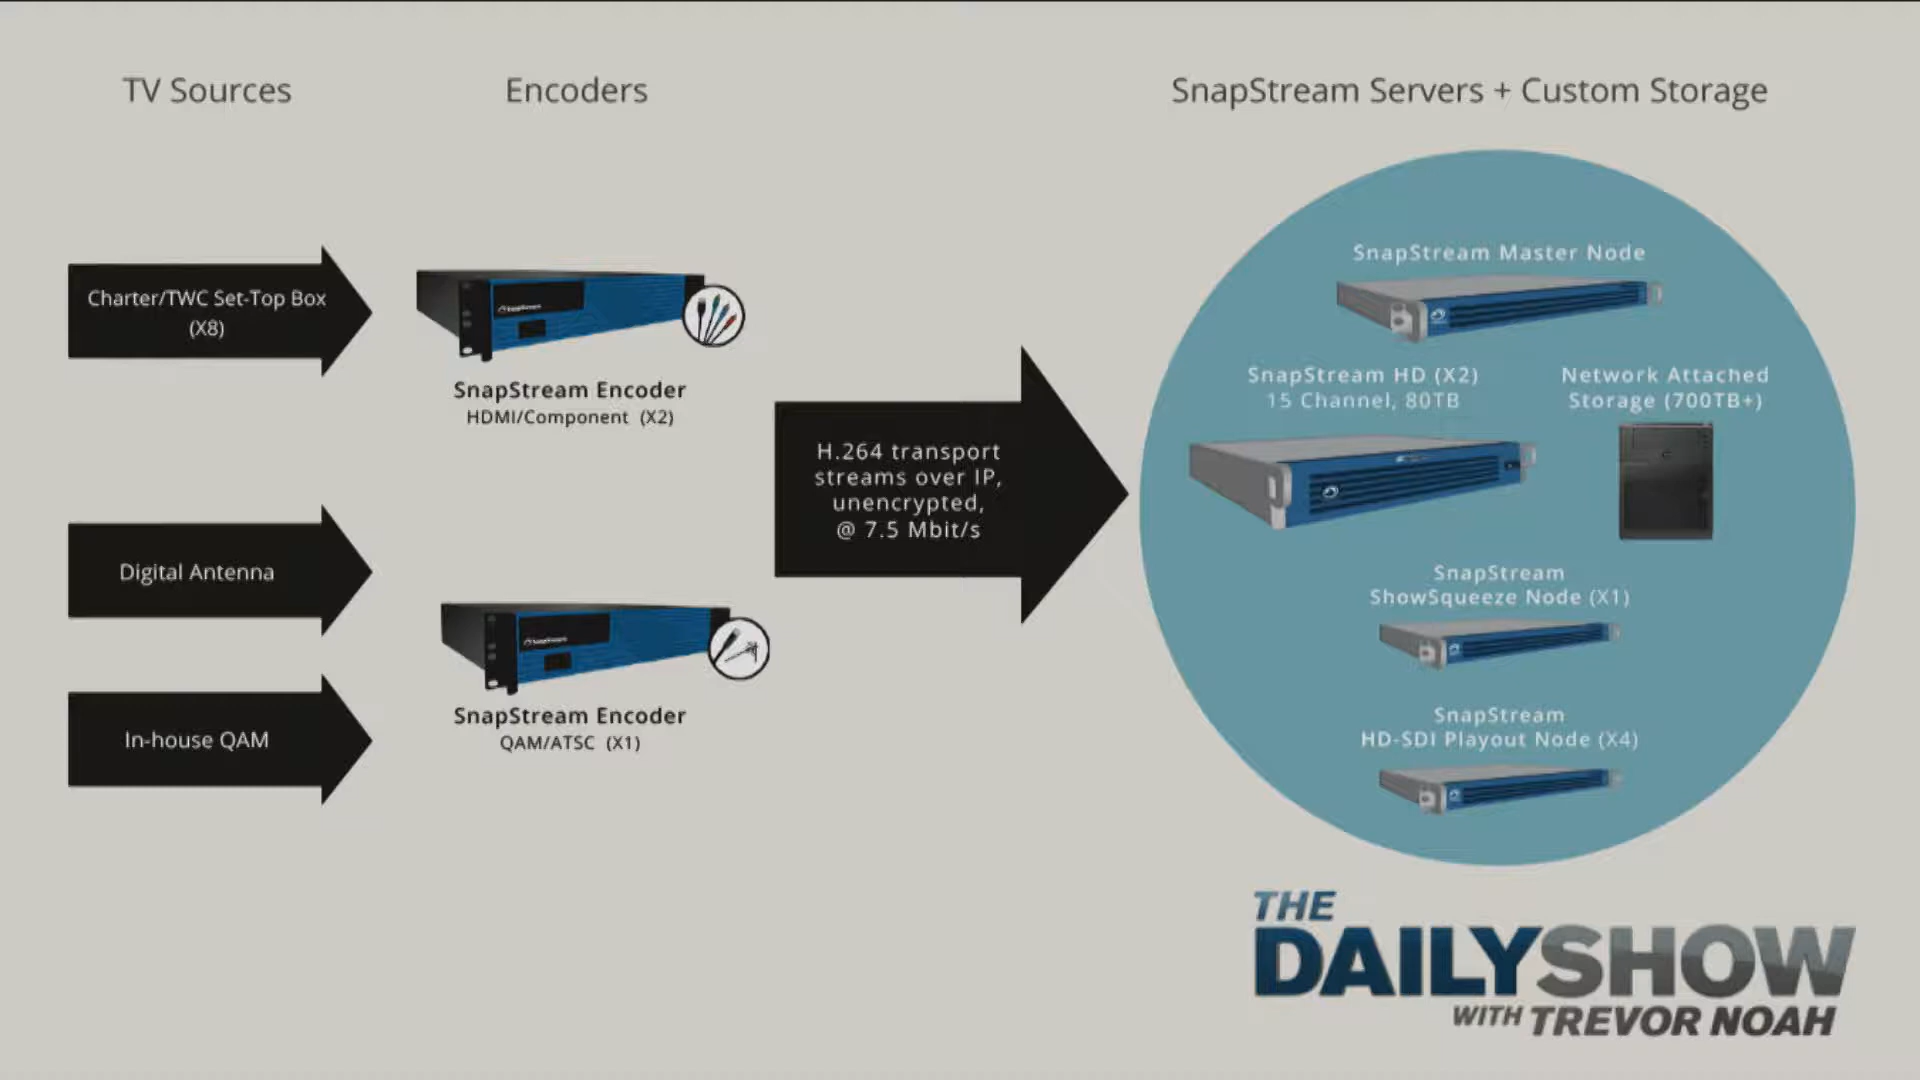 TV Sources
Encoders
SnapStream Servers + Custom Storage
Charter/TWC Set-Top Box
(X8)
SnapStream Encoder
HDMI/Component (X2)
Digital Antenna
In-house QAM
SnapStream Encoder
QAM/ATSC (X1)
H.264 transport
streams over IP,
unencrypted,
@ 7.5 Mbit/s
SnapStream Master Node
SnapStream HD (X2)
15 Channel, 80TB
Network Attached
Storage (700TB+)
SnapStream
ShowSqueeze Node (X1)
SnapStream
HD-SDI Playout Node (X4)
THE
DAILYSHOW
WITH TREVOR NOAH